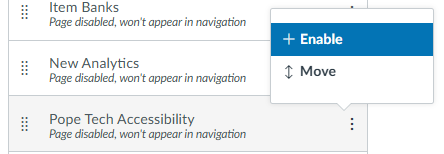 Item Banks
Page disabled, won't appear in navigation
Enable
New Analytics
Page disabled, won't appear in navigation
Move
Pope Tech Accessibility
Page disabled, won't appear in navigation